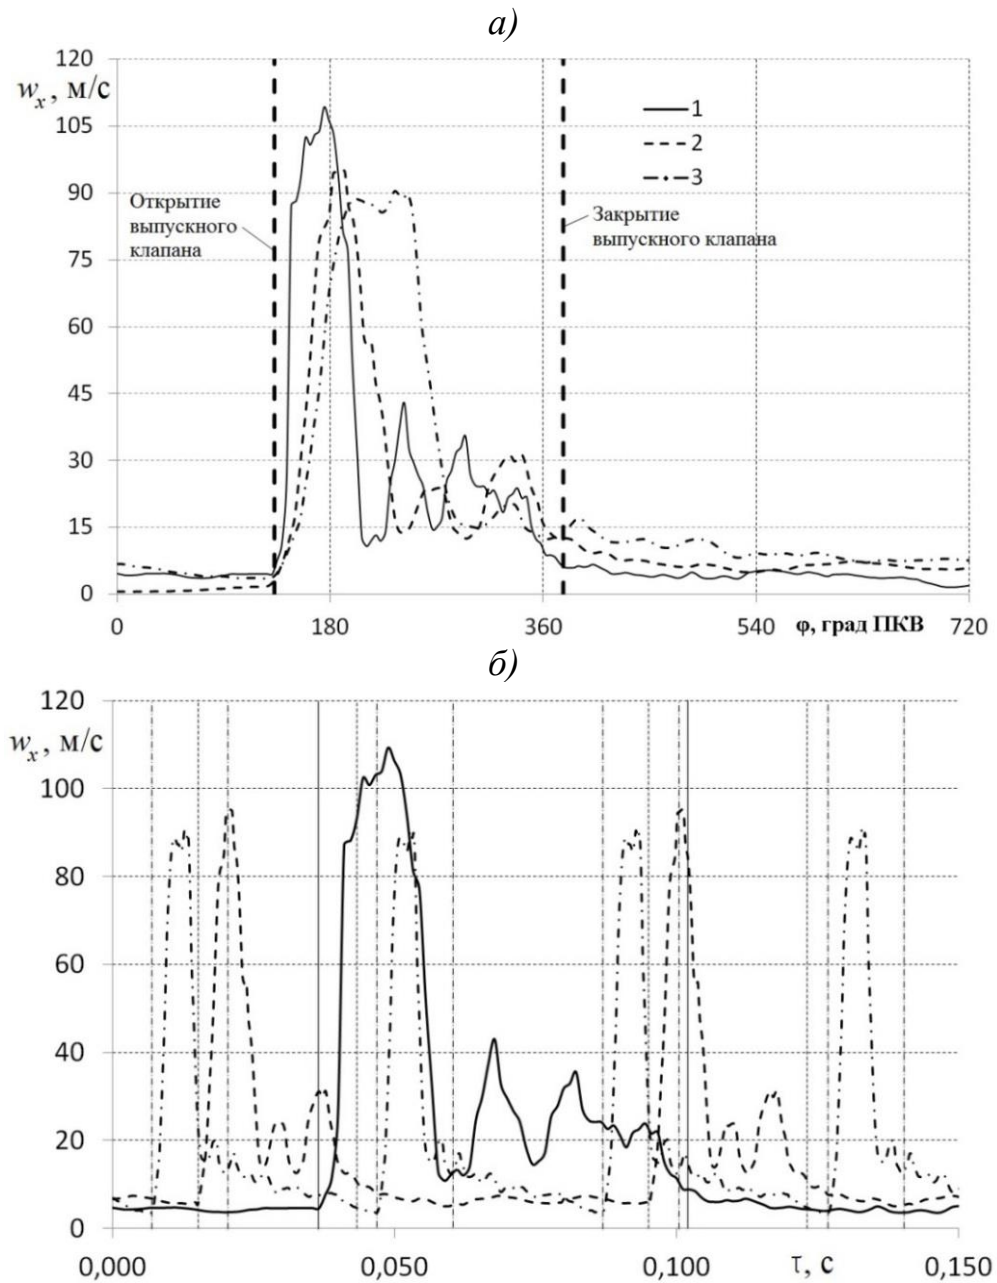 а)
120
wₓ, м/с
105
1
2
3
90
Открытие
выпускного
клапана
Закрытие
выпускного клапана
75
60
45
30
15
0
0 180 360 540 φ, град ПКВ 720
б)
120
wₓ, м/с
100
80
60
40
20
0
0,000 0,050 0,100 τ, с 0,150